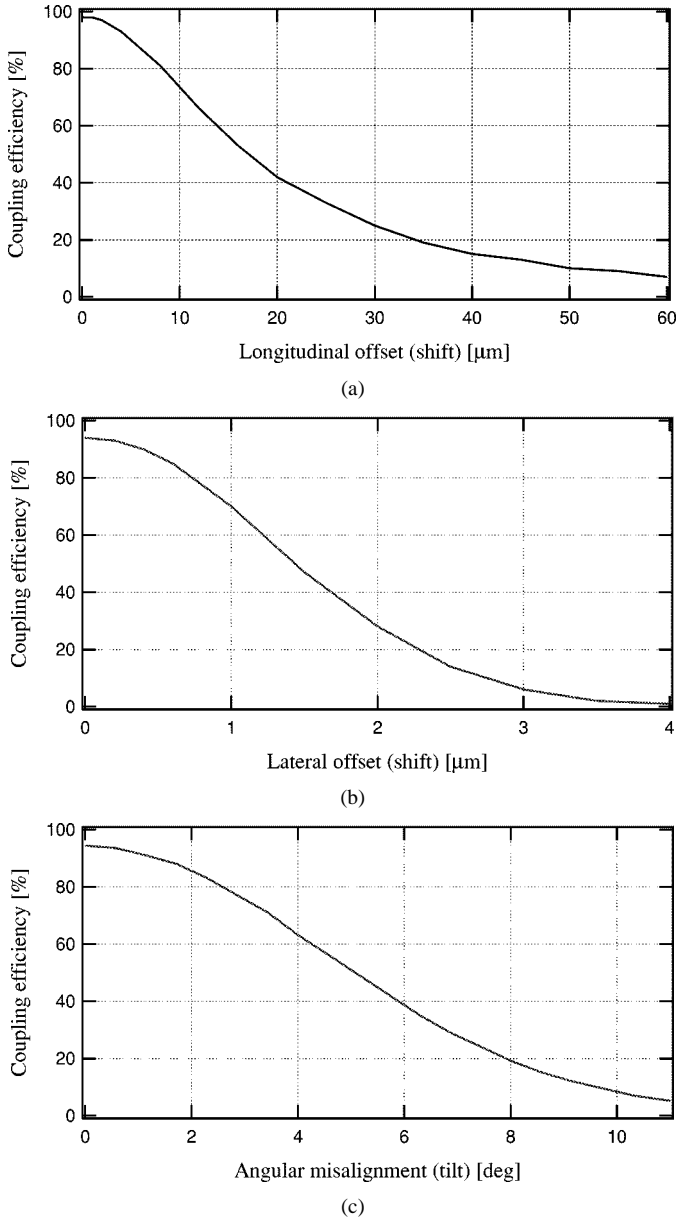 100
80
60
40
20
0
Coupling efficiency [%]
0 10 20 30 40 50 60
Longitudinal offset (shift) [µm]
(a)
100
80
60
40
20
0
Coupling efficiency [%]
0 1 2 3 4
Lateral offset (shift) [µm]
(b)
100
80
60
40
20
0
Coupling efficiency [%]
0 2 4 6 8 10
Angular misalignment (tilt) [deg]
(c)